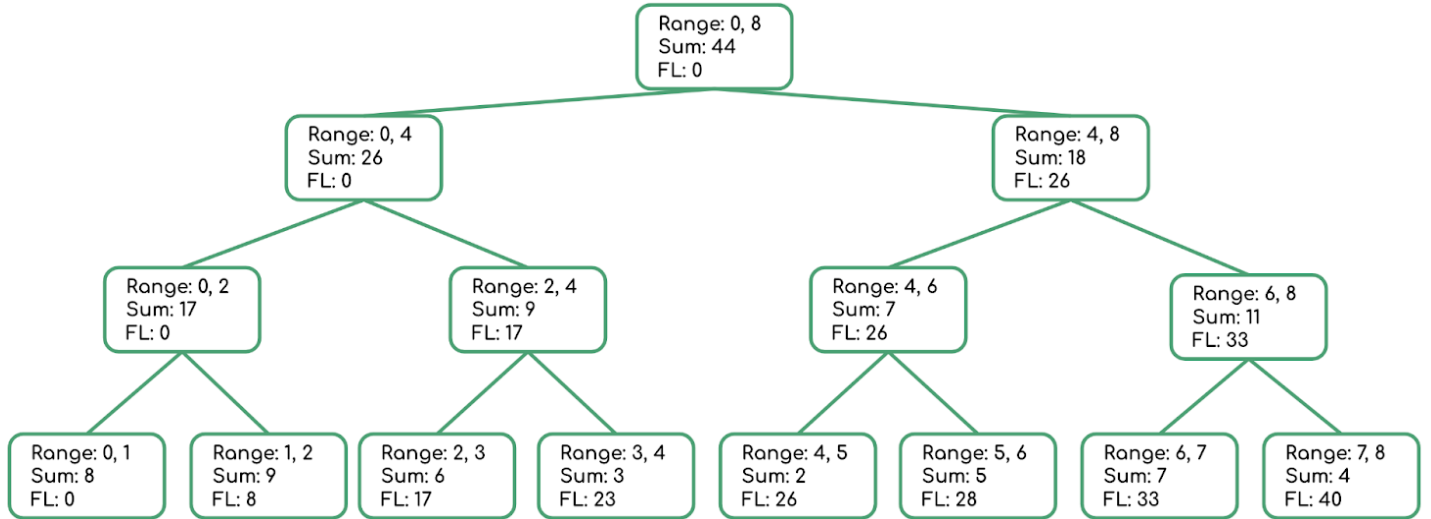 Range: 0, 8
Sum: 44
FL: 0
Range: 0, 4
Sum: 26
FL: 0
Range: 4, 8
Sum: 18
FL: 26
Range: 0, 2
Sum: 17
FL: 0
Range: 2, 4
Sum: 9
FL: 17
Range: 4, 6
Sum: 7
FL: 26
Range: 6, 8
Sum: 11
FL: 33
Range: 0, 1
Sum: 8
FL: 0
Range: 1, 2
Sum: 9
FL: 8
Range: 2, 3
Sum: 6
FL: 17
Range: 3, 4
Sum: 3
FL: 23
Range: 4, 5
Sum: 2
FL: 26
Range: 5, 6
Sum: 5
FL: 28
Range: 6, 7
Sum: 7
FL: 33
Range: 7, 8
Sum: 4
FL: 40